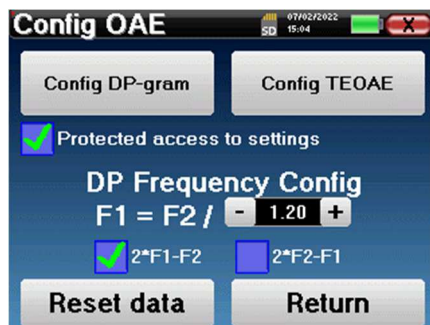 Config OAE
SD
07/02/2022
15:04
X
Config DP-gram
Config TEOAE
Protected access to settings
DP Frequency Config
F1 = F2 / - 1.20 +
2*F1-F2
2*F2-F1
Reset data
Return